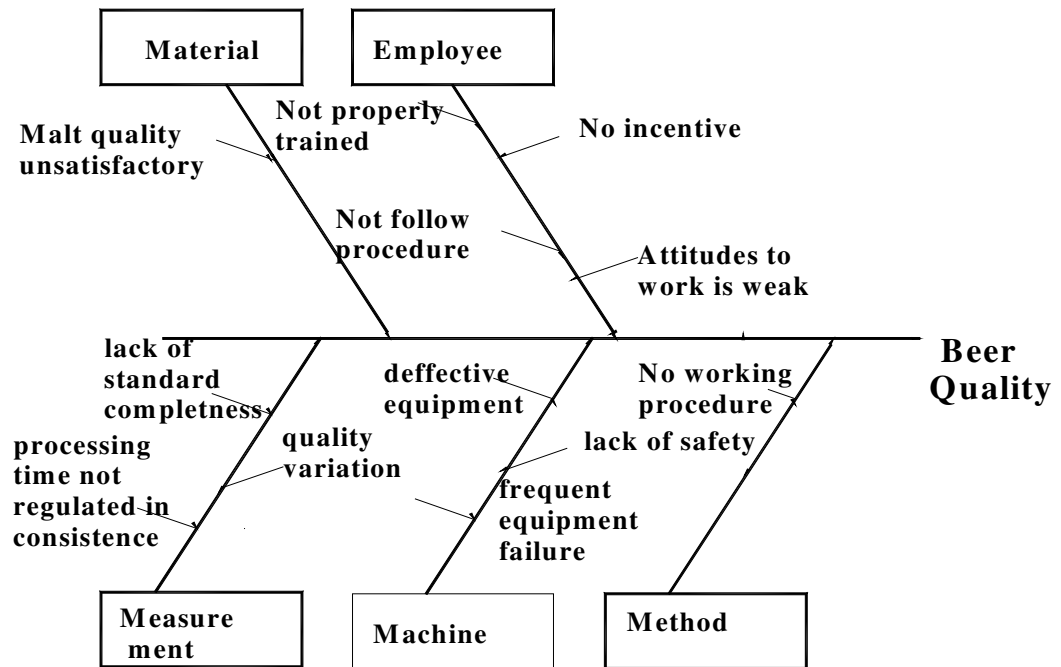 Material
Employee
Not properly
trained
No incentive
Malt quality
unsatisfactory
Not follow
procedure
Attitudes to
work is weak
Beer
Quality
lack of
standard
completness
deffective
equipment
No working
procedure
processing
time not
regulated in
consistence
quality
variation
lack of safety
frequent
equipment
failure
Measure
ment
Machine
Method